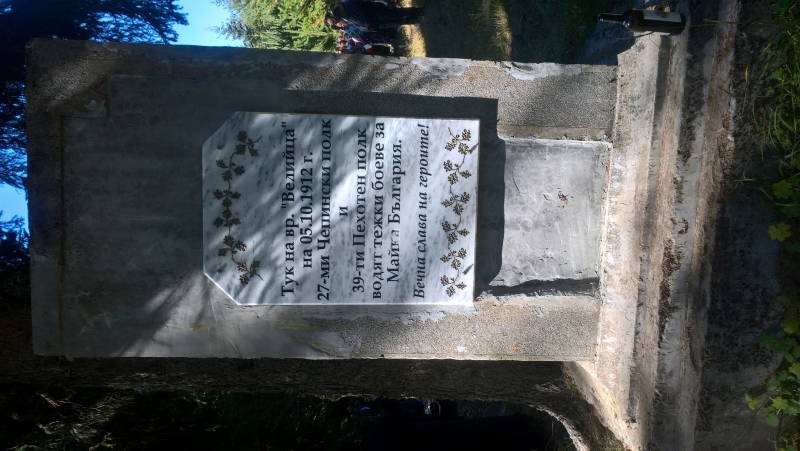 Тук на вр. "Велийца"
на 05.10.1912 г.
27-ми Чепински полк
и
39-ти Пехотен полк
водят тежки боеве за
Майка България.
Вечна слава на героите!